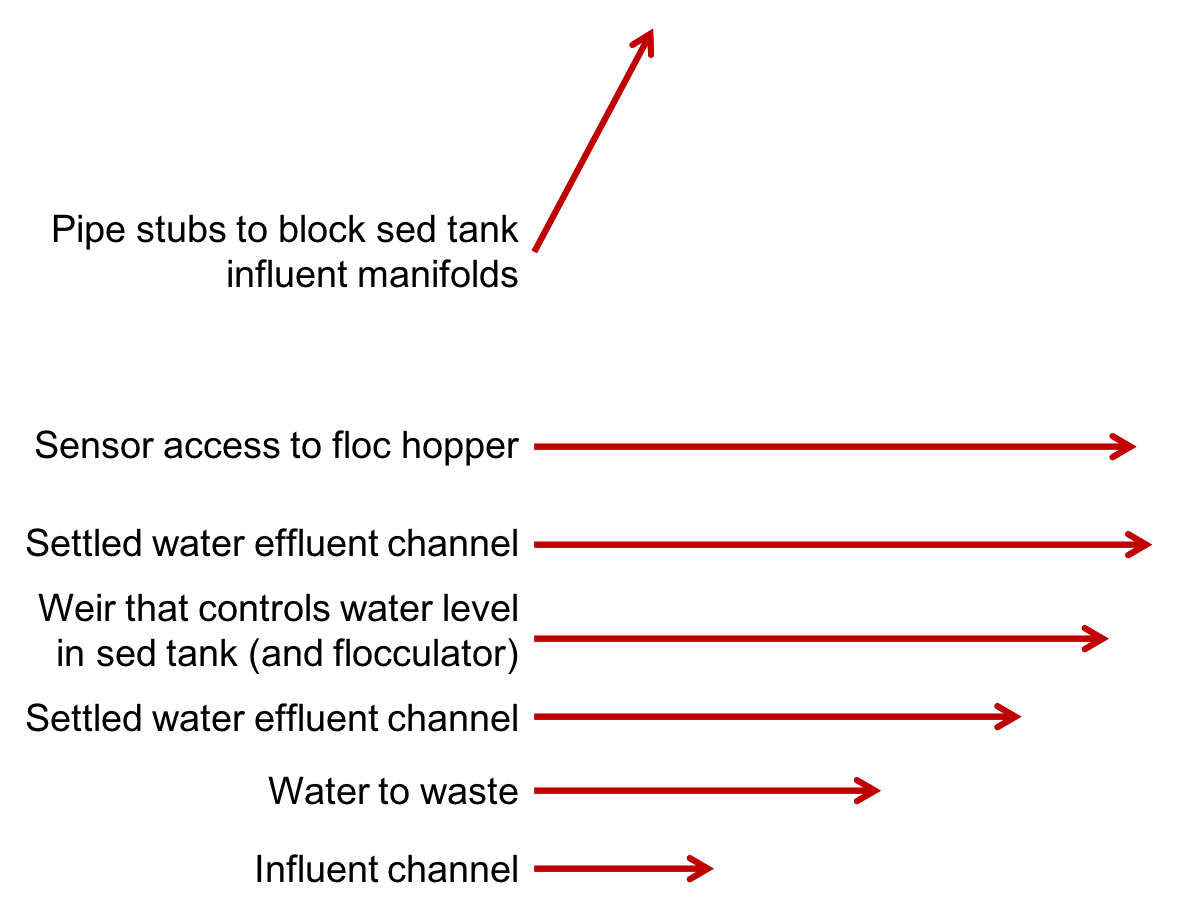 Pipe stubs to block sed tank
influent manifolds
Sensor access to floc hopper
Settled water effluent channel
Weir that controls water level
in sed tank (and flocculator)
Settled water effluent channel
Water to waste
Influent channel